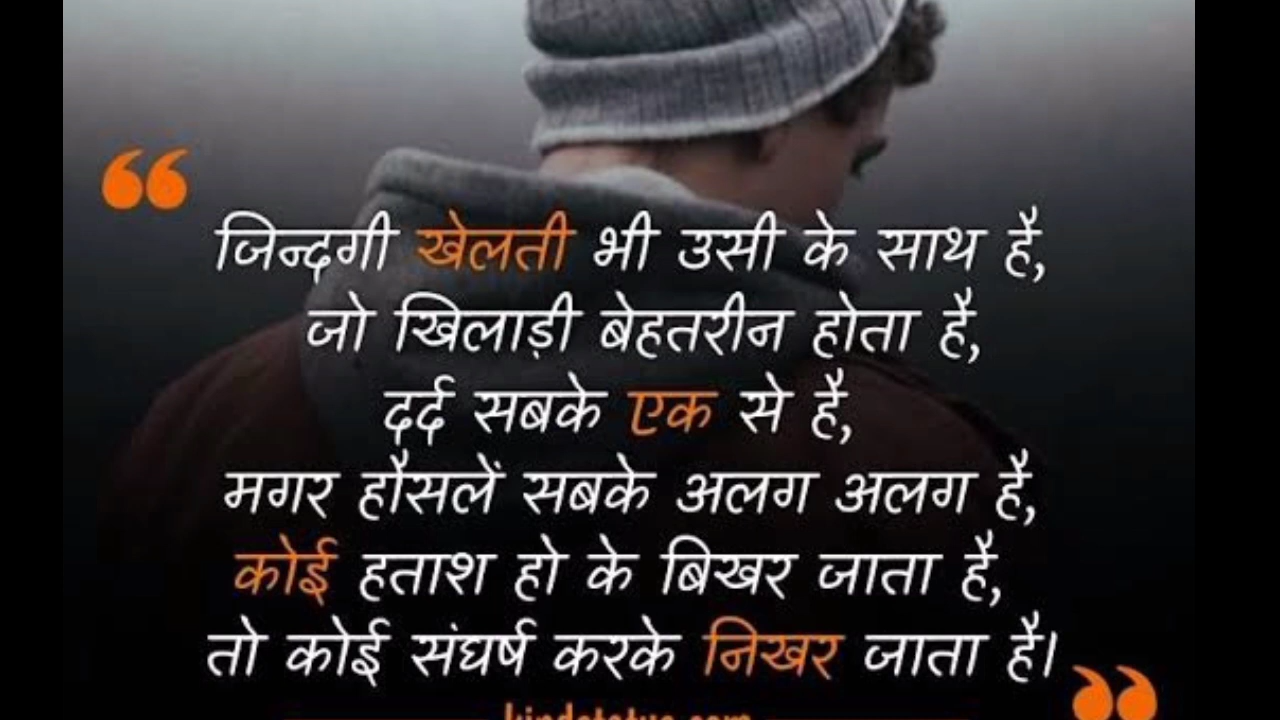 जिन्दगी खेलती भी उसी के साथ है,
जो खिलाड़ी बेहतरीन होता है,
दर्द सबके एक से है,
मगर हौसलें सबके अलग अलग है,
कोई हताश हो के बिखर जाता है,
तो कोई संघर्ष करके निखर जाता है।